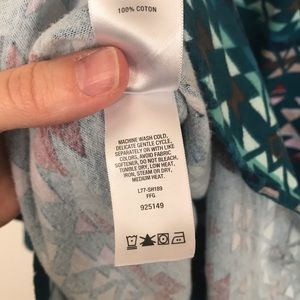 100% COTON
MACHINE WASH COLD,
DELICATE GENTLE CYCLE,
SEPARATELY OR WITH LIKE
COLORS, AVOID FABRIC
SOFTENER, DO NOT BLEACH,
TUMBLE DRY, LOW HEAT,
IRON, STEAM OR DRY,
MEDIUM HEAT.
L77-SH189
FFG
925149